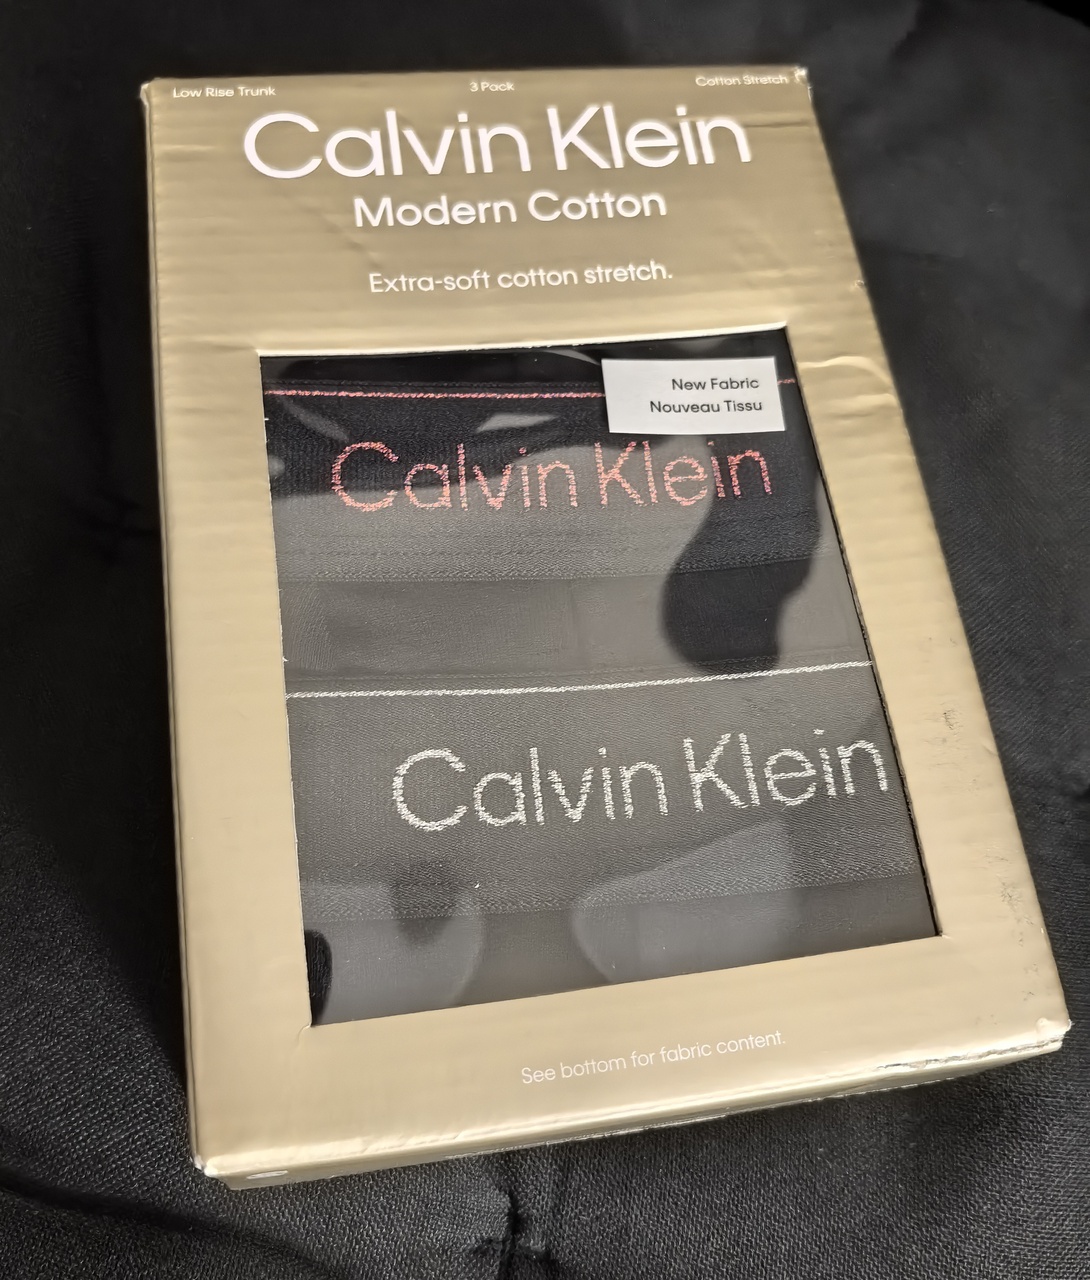 Low Rise Trunk
3 Pack
Cotton Stretch
Calvin Klein
Modern Cotton
Extra-soft cotton stretch.
New Fabric
Nouveau Tissu
Calvin Klein
Calvin Klein
See bottom for fabric content.